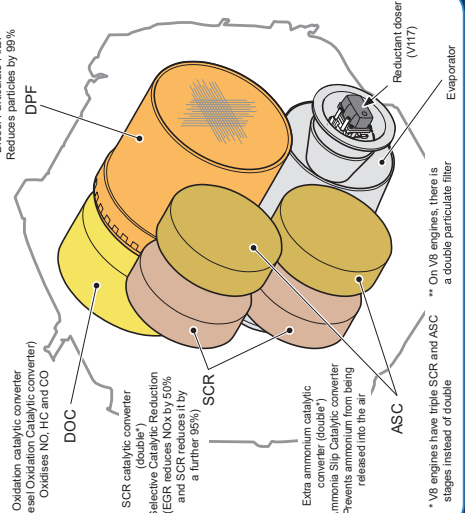 Reduces particles by 99%
DPF
Oxidation catalytic converter
esel Oxidation Catalytic converter)
Oxidises NO, HC and CO
DOC
SCR catalytic converter
(double*)
Selective Catalytic Reduction
(EGR reduces NOx by 50%
and SCR reduces it by
a further 95%)
SCR
Extra ammonium catalytic
converter (double*)
mmonia Slip Catalytic converter
Prevents ammonium from being
released into the air
ASC
Reductant doser
(V117)
Evaporator
* V8 engines have triple SCR and ASC
stages instead of double
** On V8 engines, there is
a double particulate filter